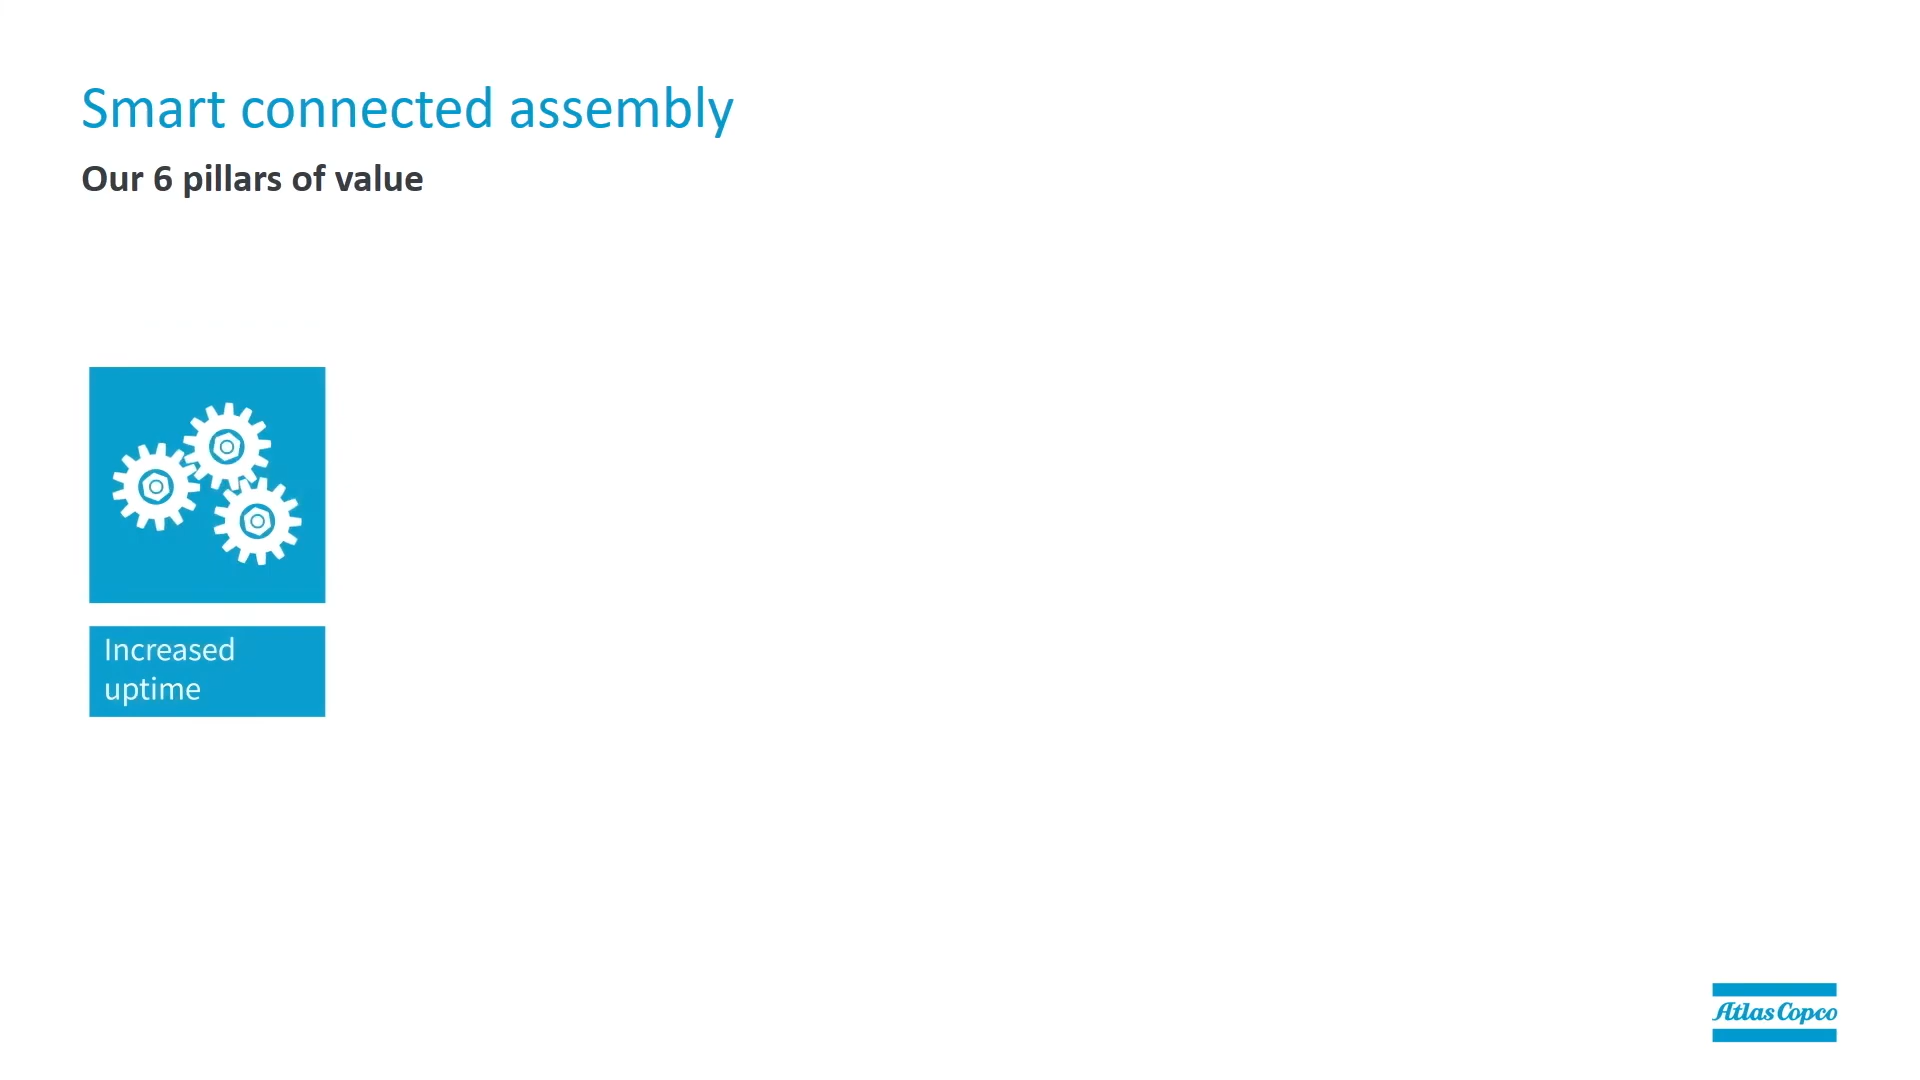 Smart connected assembly
Our 6 pillars of value
Increased
uptime
Atlas Copco